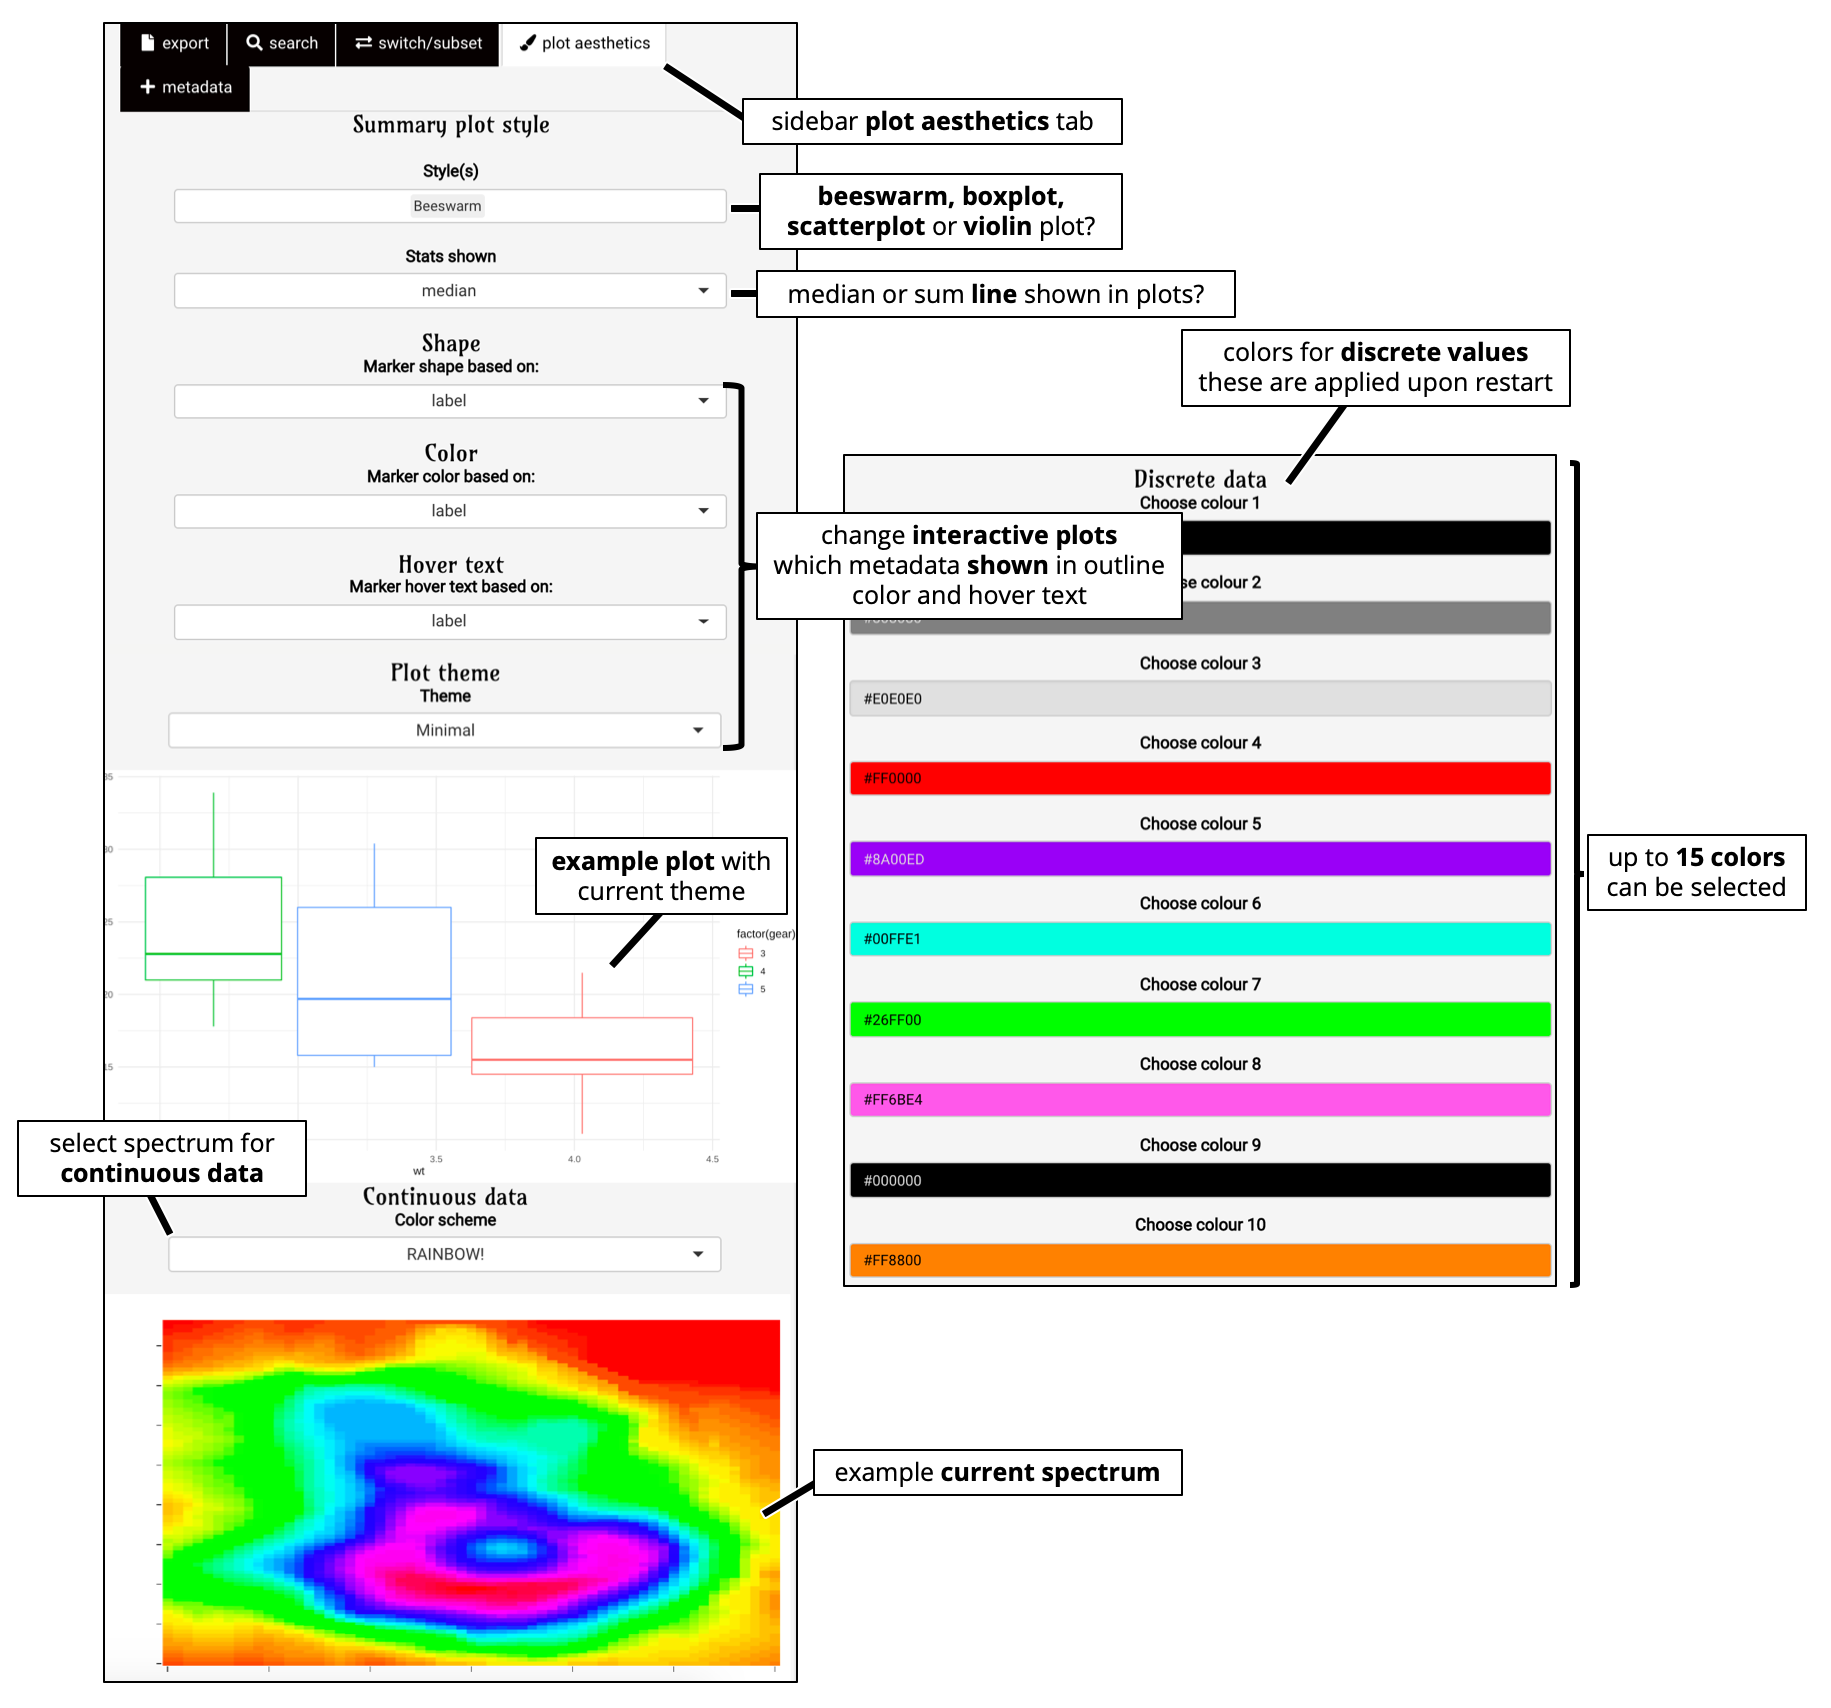 export
search
switch/subset
plot aesthetics
metadata
sidebar plot aesthetics tab
Summary plot style
Style(s)
Beeswarm
beeswarm, boxplot,
scatterplot or violin plot?
Stats shown
median
median or sum line shown in plots?
Shape
Marker shape based on:
label
Color
Marker color based on:
label
Hover text
Marker hover text based on:
label
change interactive plots
which metadata shown in outline
color and hover text
Plot theme
Theme
Minimal
example plot with
current theme
factor(gear)
3
4
5
3.5
4.0
4.5
wt
select spectrum for
continuous data
Continuous data
Color scheme
RAINBOW!
example current spectrum
colors for discrete values
these are applied upon restart
Discrete data
Choose colour 1
colour 2
Choose colour 3
#E0E0E0
Choose colour 4
#FF0000
Choose colour 5
#8A00ED
Choose colour 6
#00FFE1
Choose colour 7
#26FF00
Choose colour 8
#FF6BE4
Choose colour 9
#000000
Choose colour 10
#FF8800
up to 15 colors
can be selected